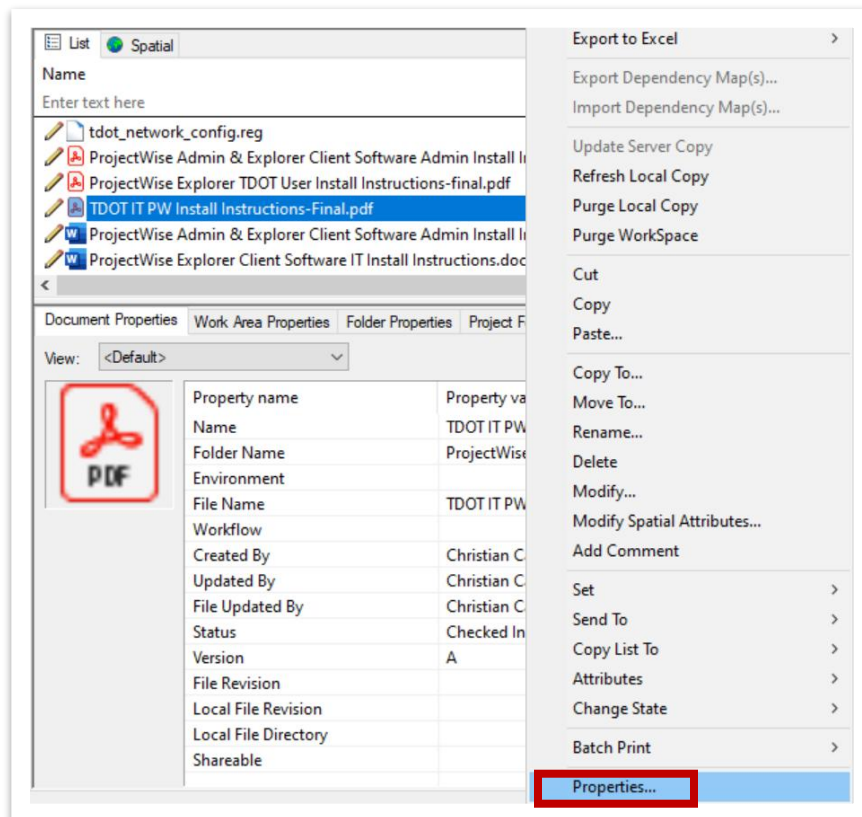 List Spatial
Name
Enter text here
tdot_network_config.reg
ProjectWise Admin & Explorer Client Software Admin Install
ProjectWise Explorer TDOT User Install Instructions-final.pdf
TDOT IT PW Install Instructions-Final.pdf
ProjectWise Admin & Explorer Client Software Admin Install
ProjectWise Explorer Client Software IT Install Instructions.doc
Document Properties Work Area Properties Folder Properties Project F
View: <Default>
PDF
Property name Property va
Name TDOT IT PW
Folder Name ProjectWise
Environment
File Name TDOT IT PW
Workflow
Created By Christian C
Updated By Christian C
File Updated By Christian C
Status Checked In
Version A
File Revision
Local File Revision
Local File Directory
Shareable
Export to Excel
Export Dependency Map(s)...
Import Dependency Map(s)...
Update Server Copy
Refresh Local Copy
Purge Local Copy
Purge WorkSpace
Cut
Copy
Paste...
Copy To...
Move To...
Rename...
Delete
Modify...
Modify Spatial Attributes...
Add Comment
Set
Send To
Copy List To
Attributes
Change State
Batch Print
Properties...